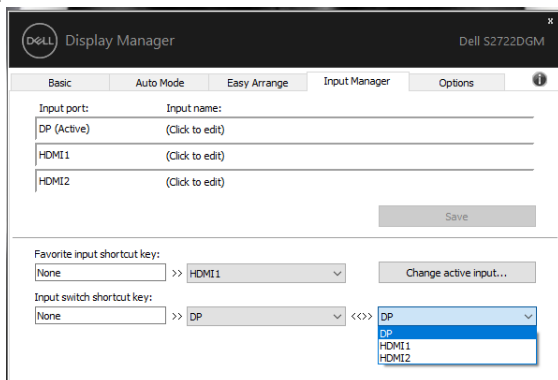 x
DELL Display Manager Dell S2722DGM
Basic Auto Mode Easy Arrange Input Manager Options i
Input port: Input name:
DP (Active) (Click to edit)
HDMI1 (Click to edit)
HDMI2 (Click to edit)
Save
Favorite input shortcut key:
None >> HDMI1 Change active input...
Input switch shortcut key:
None >> DP <<>> DP
DP
HDMI1
HDMI2